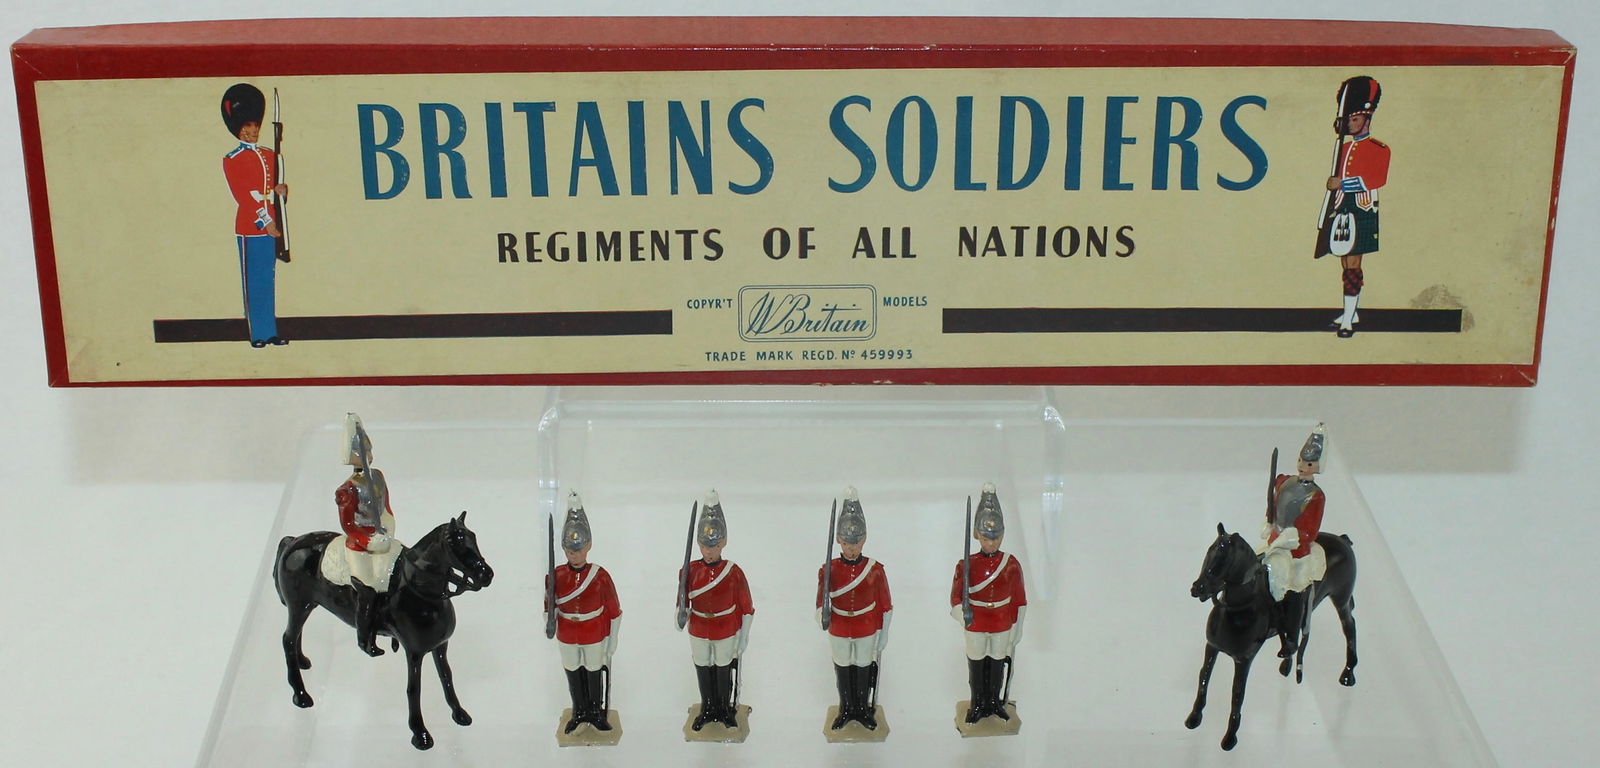 BRITAINS SOLDIERS
REGIMENTS OF ALL NATIONS
COPYR'T W Britain MODELS
TRADE MARK REGD. Nº 459993